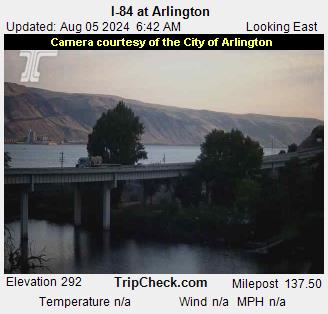 I-84 at Arlington
Updated: Aug 05 2024 6:42 AM Looking East
Camera courtesy of the City of Arlington
Elevation 292 TripCheck.com Milepost 137.50
Temperature n/a Wind n/a MPH n/a